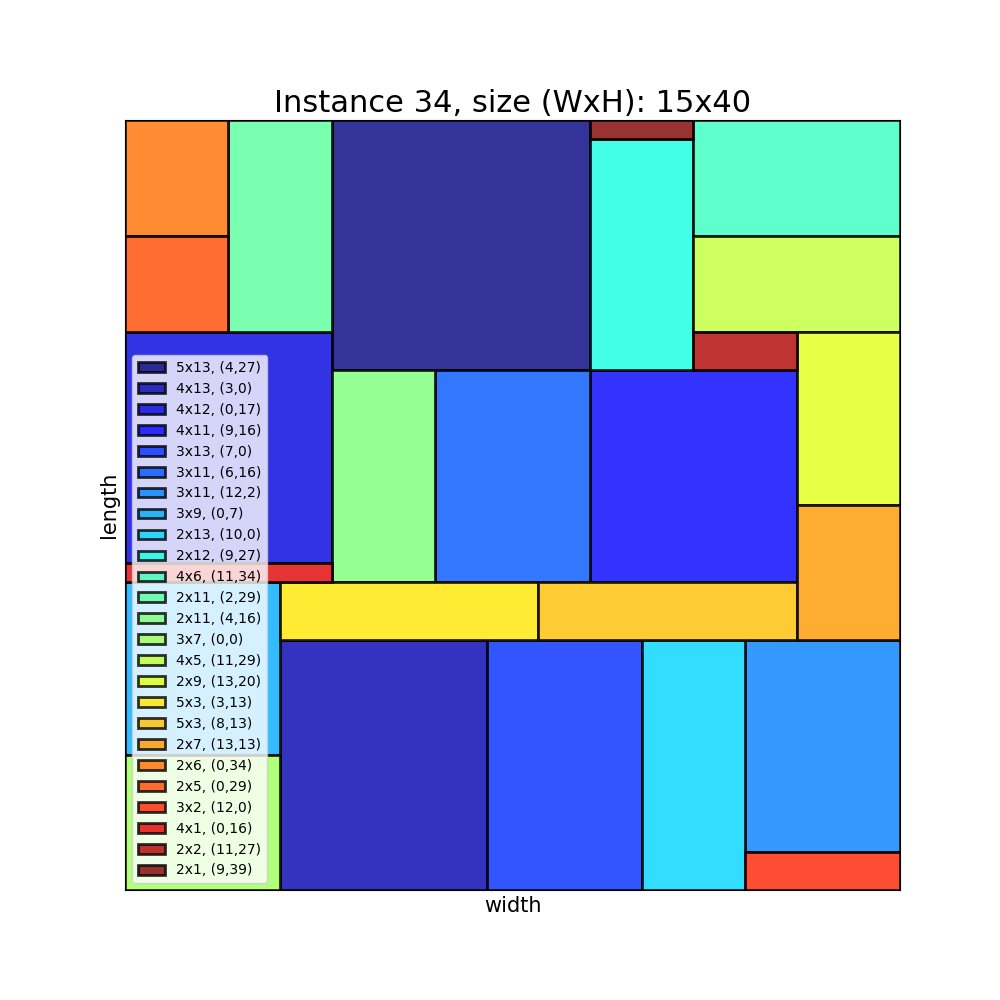 Instance 34, size (WxH): 15x40
length
5x13, (4,27)
4x13, (3,0)
4x12, (0,17)
4x11, (9,16)
3x13, (7,0)
3x11, (6,16)
3x11, (12,2)
3x9, (0,7)
2x13, (10,0)
2x12, (9,27)
4x6, (11,34)
2x11, (2,29)
2x11, (4,16)
3x7, (0,0)
4x5, (11,29)
2x9, (13,20)
5x3, (3,13)
5x3, (8,13)
2x7, (13,13)
2x6, (0,34)
2x5, (0,29)
3x2, (12,0)
4x1, (0,16)
2x2, (11,27)
2x1, (9,39)
width